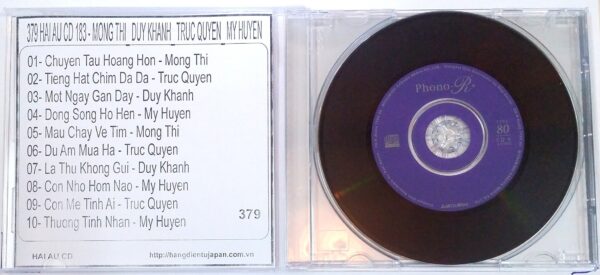 379 HAI AU CD 183 - MONG THI DUY KHANH TRUC QUYEN MY HUYEN
01- Chuyen Tau Hoang Hon - Mong Thi
02- Tieng Hat Chim Da Da - Truc Quyen
03- Mot Ngay Gan Day - Duy Khanh
04- Dong Song Ho Hen - My Huyen
05- Mau Chay Ve Tim - Mong Thi
06- Du Am Mua Ha - Truc Quyen
07- La Thu Khong Gui - Duy Khanh
08- Con Nho Hom Nao - My Huyen
09- Con Me Tinh Ai - Truc Quyen
10- Thuong Tinh Nhan - My Huyen
379
HAI AU CD
http://bangdientujapan.com.vn
Phono-R
80